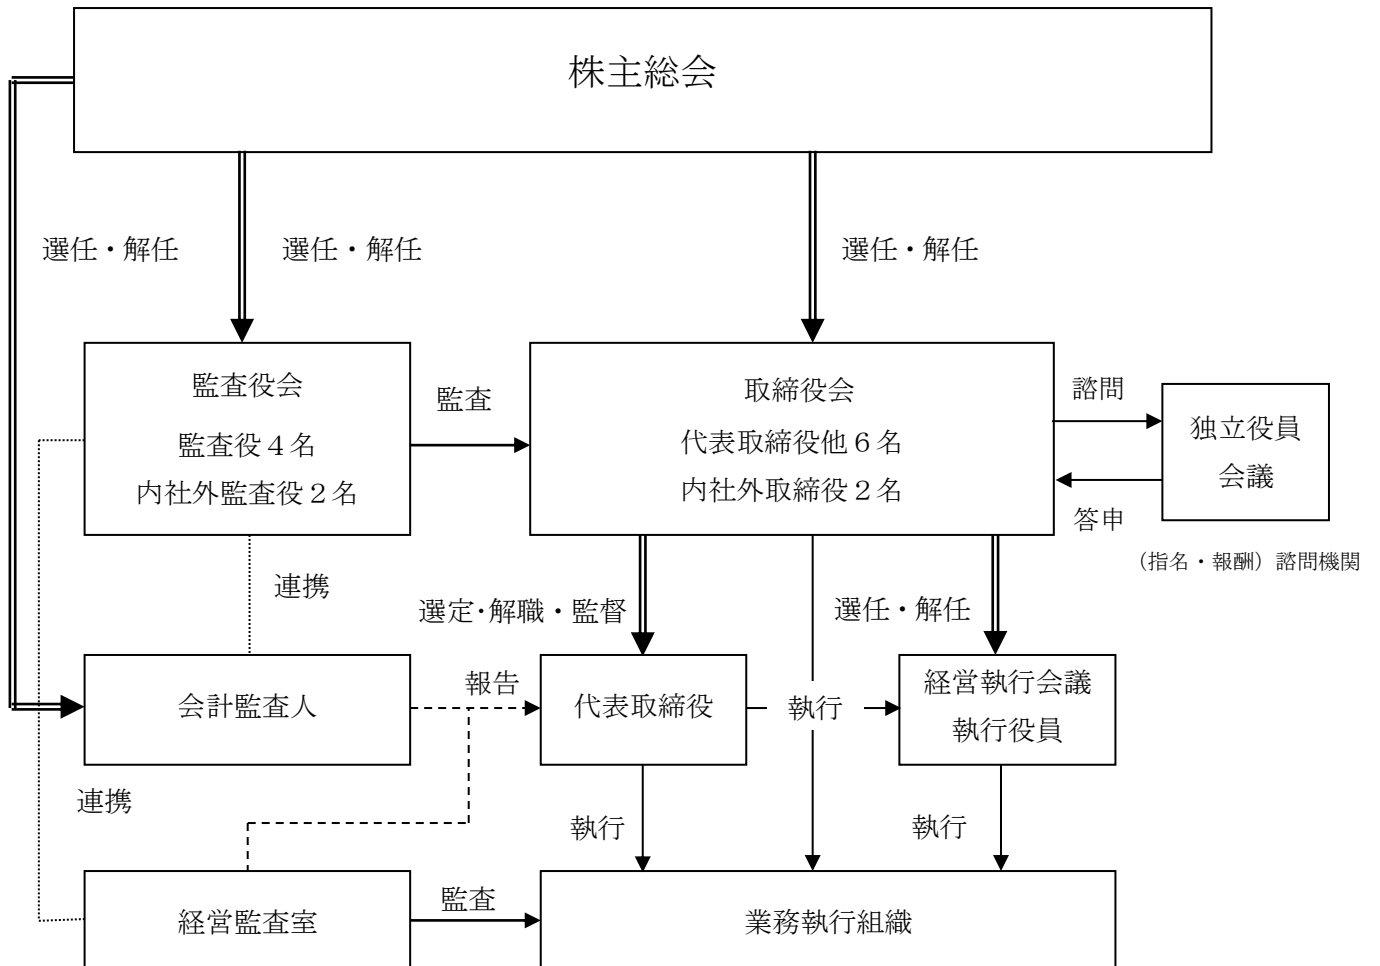 株主総会
選任・解任
選任・解任
選任・解任
監査役会
監査役４名
内社外監査役２名
監査
取締役会
代表取締役他６名
内社外取締役２名
諮問
答申
独立役員
会議
（指名・報酬）諮問機関
連携
選定・解職・監督
選任・解任
会計監査人
報告
代表取締役
執行
経営執行会議
執行役員
連携
執行
執行
経営監査室
監査
業務執行組織